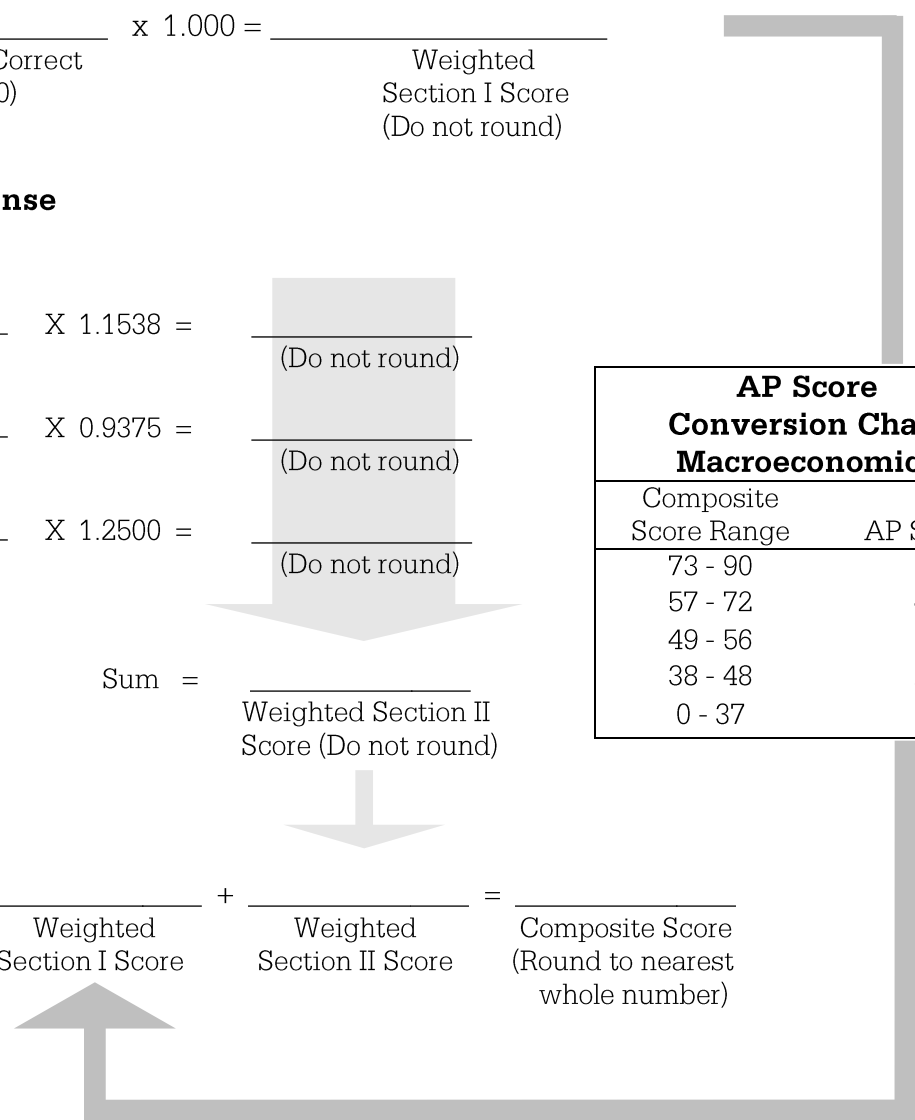 x 1.000 =
Correct
0)
Weighted
Section I Score
(Do not round)
nse
X 1.1538 =
(Do not round)
X 0.9375 =
(Do not round)
X 1.2500 =
(Do not round)
Sum =
Weighted Section II
Score (Do not round)
AP Score
Conversion Cha
Macroeconomic
Composite
Score Range AP S
73 - 90
57 - 72
49 - 56
38 - 48
0 - 37
+ =
Weighted
Section I Score
Weighted
Section II Score
Composite Score
(Round to nearest
whole number)